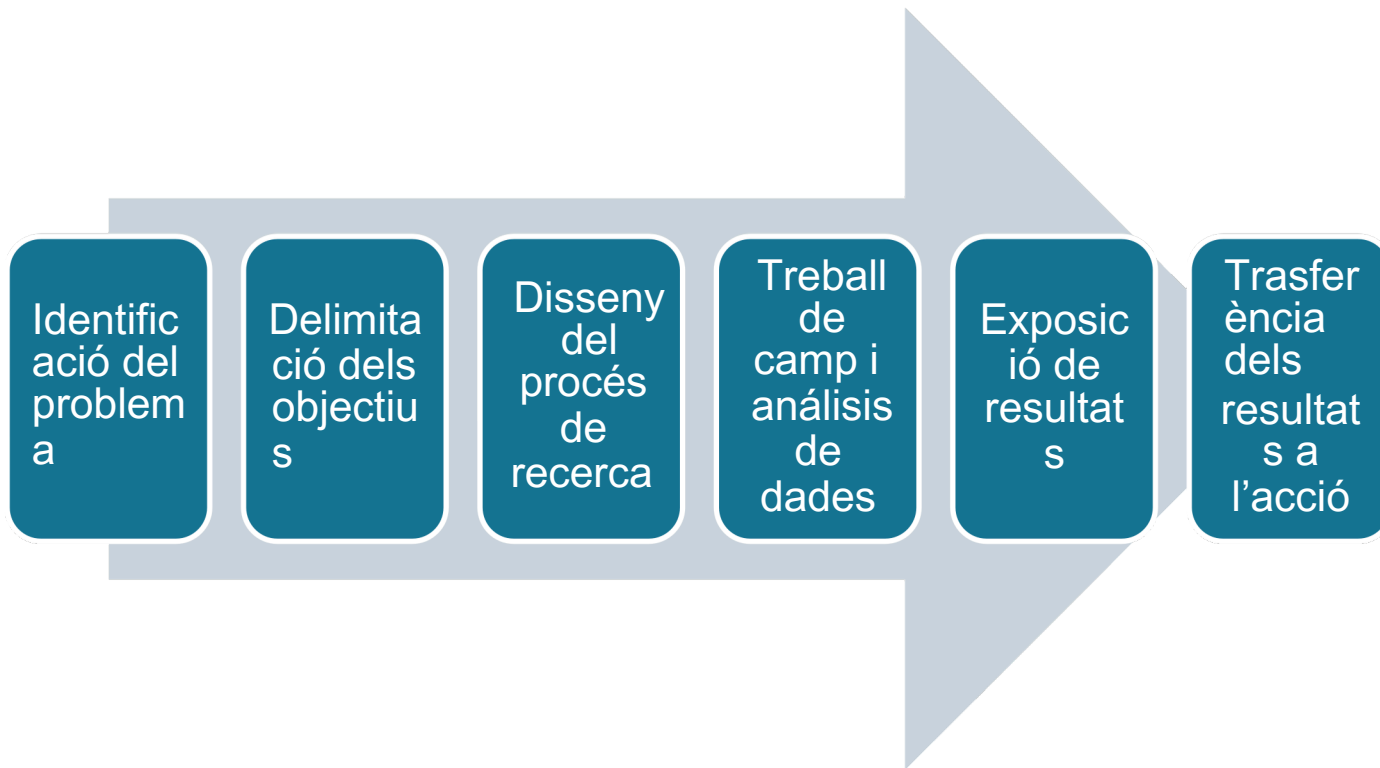 Identific
ació del
problem
a
Delimita
ció dels
objectiu
s
Disseny
del
procés
de
recerca
Treball
de
camp i
análisis
de
dades
Exposic
ió de
resultat
s
Trasfer
ència
dels
resultat
s a
l’acció